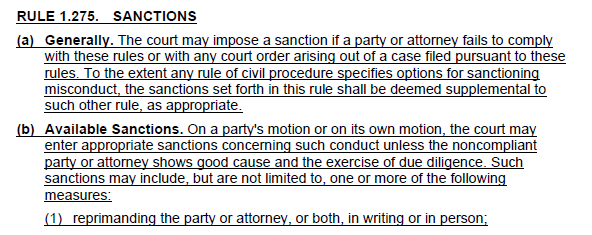 RULE 1.275. SANCTIONS
(a) Generally. The court may impose a sanction if a party or attorney fails to comply
with these rules or with any court order arising out of a case filed pursuant to these
rules. To the extent any rule of civil procedure specifies options for sanctioning
misconduct, the sanctions set forth in this rule shall be deemed supplemental to
such other rule, as appropriate.
(b) Available Sanctions. On a party's motion or on its own motion, the court may
enter appropriate sanctions concerning such conduct unless the noncompliant
party or attorney shows good cause and the exercise of due diligence. Such
sanctions may include, but are not limited to, one or more of the following
measures:
(1) reprimanding the party or attorney, or both, in writing or in person;